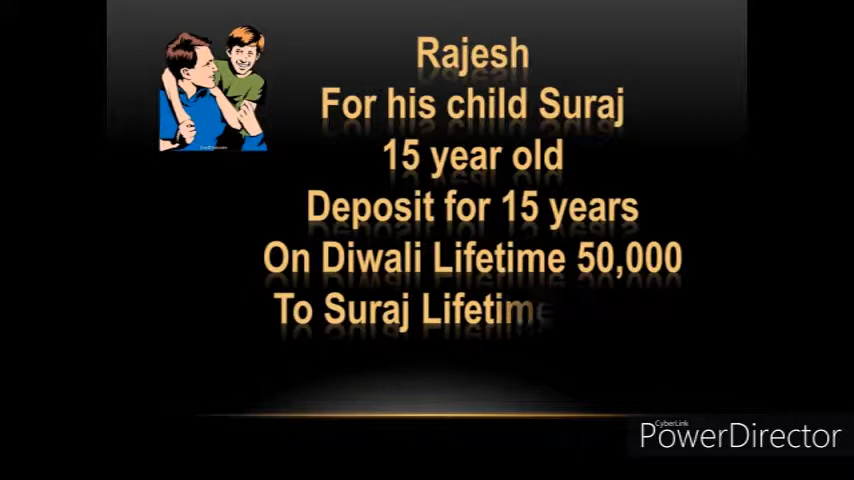 Rajesh
For his child Suraj
15 year old
Deposit for 15 years
On Diwali Lifetime 50,000
To Suraj Lifetime
CyberLink
PowerDirector